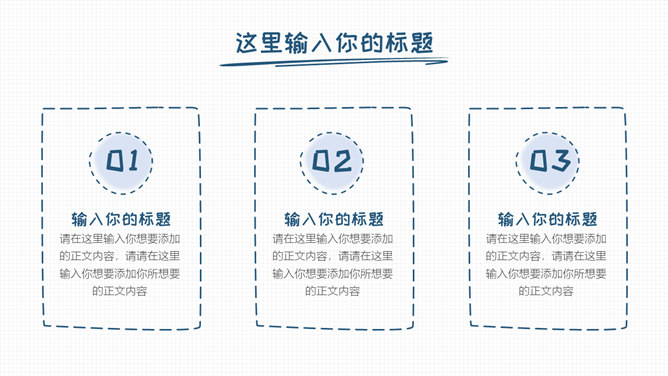 这里输入你的标题
01
输入你的标题
请在这里输入你想要添加
的正文内容，请请在这里
输入你想要添加你所想要
的正文内容
02
输入你的标题
请在这里输入你想要添加
的正文内容，请请在这里
输入你想要添加你所想要
的正文内容
03
输入你的标题
请在这里输入你想要添加
的正文内容，请请在这里
输入你想要添加你所想要
的正文内容